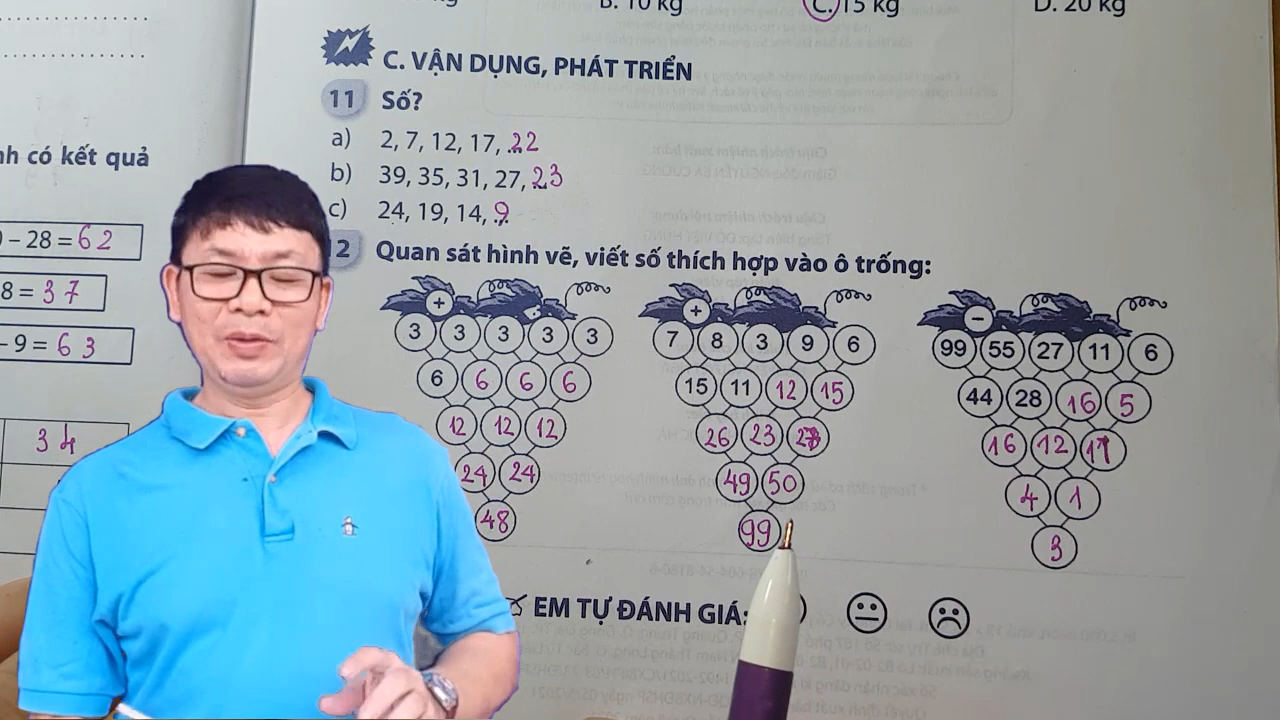 B. 10 kg C. 15 kg D. 20 kg
C. VẬN DỤNG, PHÁT TRIỂN
11 Số?
a) 2, 7, 12, 17, 22
b) 39, 35, 31, 27, 23
c) 24, 19, 14, 9
nh có kết quả
– 28 = 62
8 = 37
– 9 = 63
34
2 Quan sát hình vẽ, viết số thích hợp vào ô trống:
+ + –
3 3 3 3 3 7 8 3 9 6 99 55 27 11 6
6 6 6 6 15 11 12 15 44 28 16 5
12 12 12 26 23 16 12 11
24 24 49 50 4 1
48 99 3
EM TỰ ĐÁNH GIÁ: